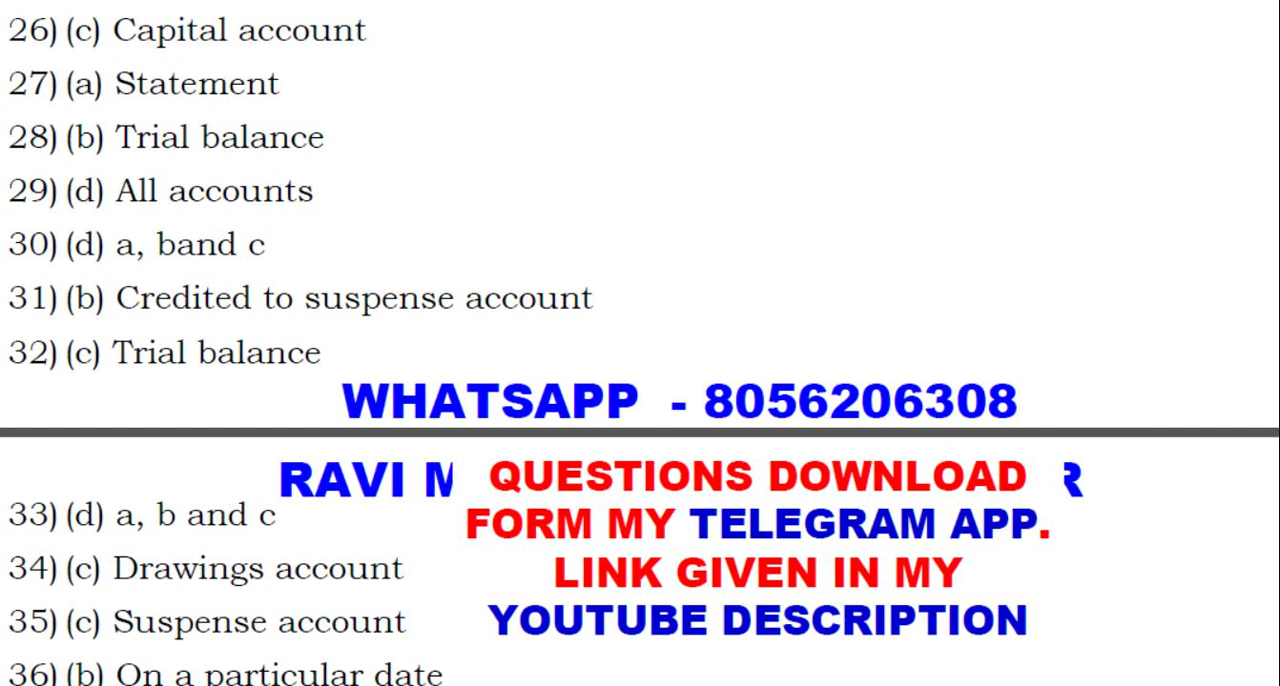 26) (c) Capital account
27) (a) Statement
28) (b) Trial balance
29) (d) All accounts
30) (d) a, band c
31) (b) Credited to suspense account
32) (c) Trial balance
WHATSAPP - 8056206308
RAVI
QUESTIONS DOWNLOAD
33) (d) a, b and c
FORM MY TELEGRAM APP.
34) (c) Drawings account
LINK GIVEN IN MY
35) (c) Suspense account
YOUTUBE DESCRIPTION
36) (b) On a particular date